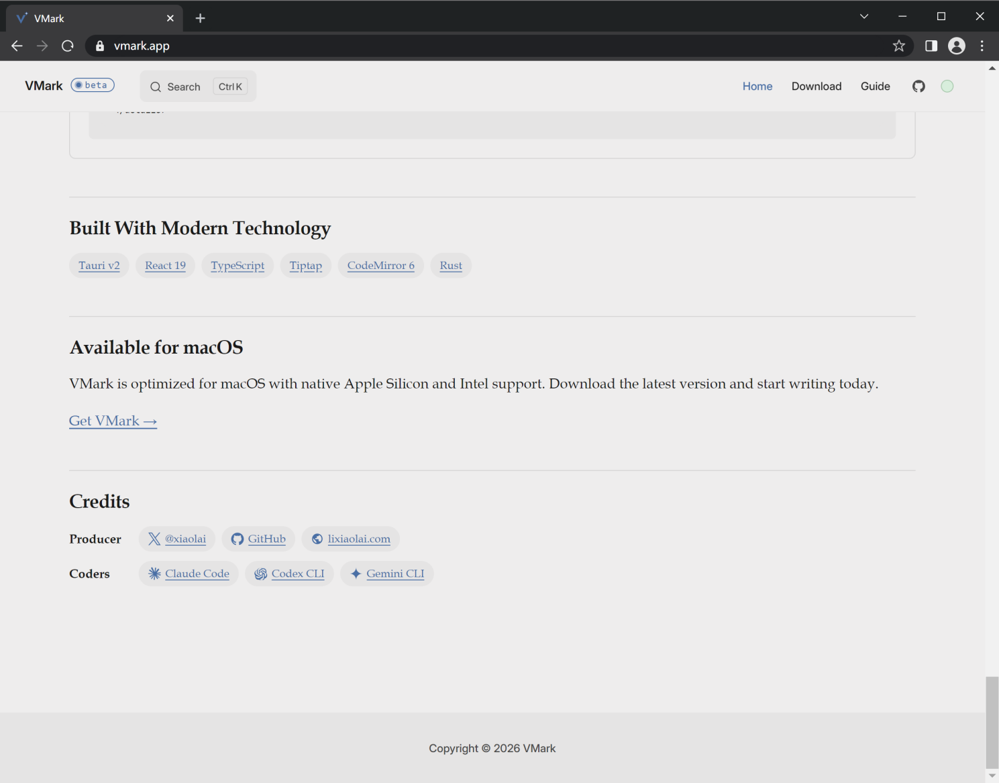 VMark
vmark.app
VMark beta Search Ctrl K Home Download Guide
Built With Modern Technology
Tauri v2 React 19 TypeScript Tiptap CodeMirror 6 Rust
Available for macOS
VMark is optimized for macOS with native Apple Silicon and Intel support. Download the latest version and start writing today.
Get VMark →
Credits
Producer @xiaolai GitHub lixiaolai.com
Coders Claude Code Codex CLI Gemini CLI
Copyright © 2026 VMark